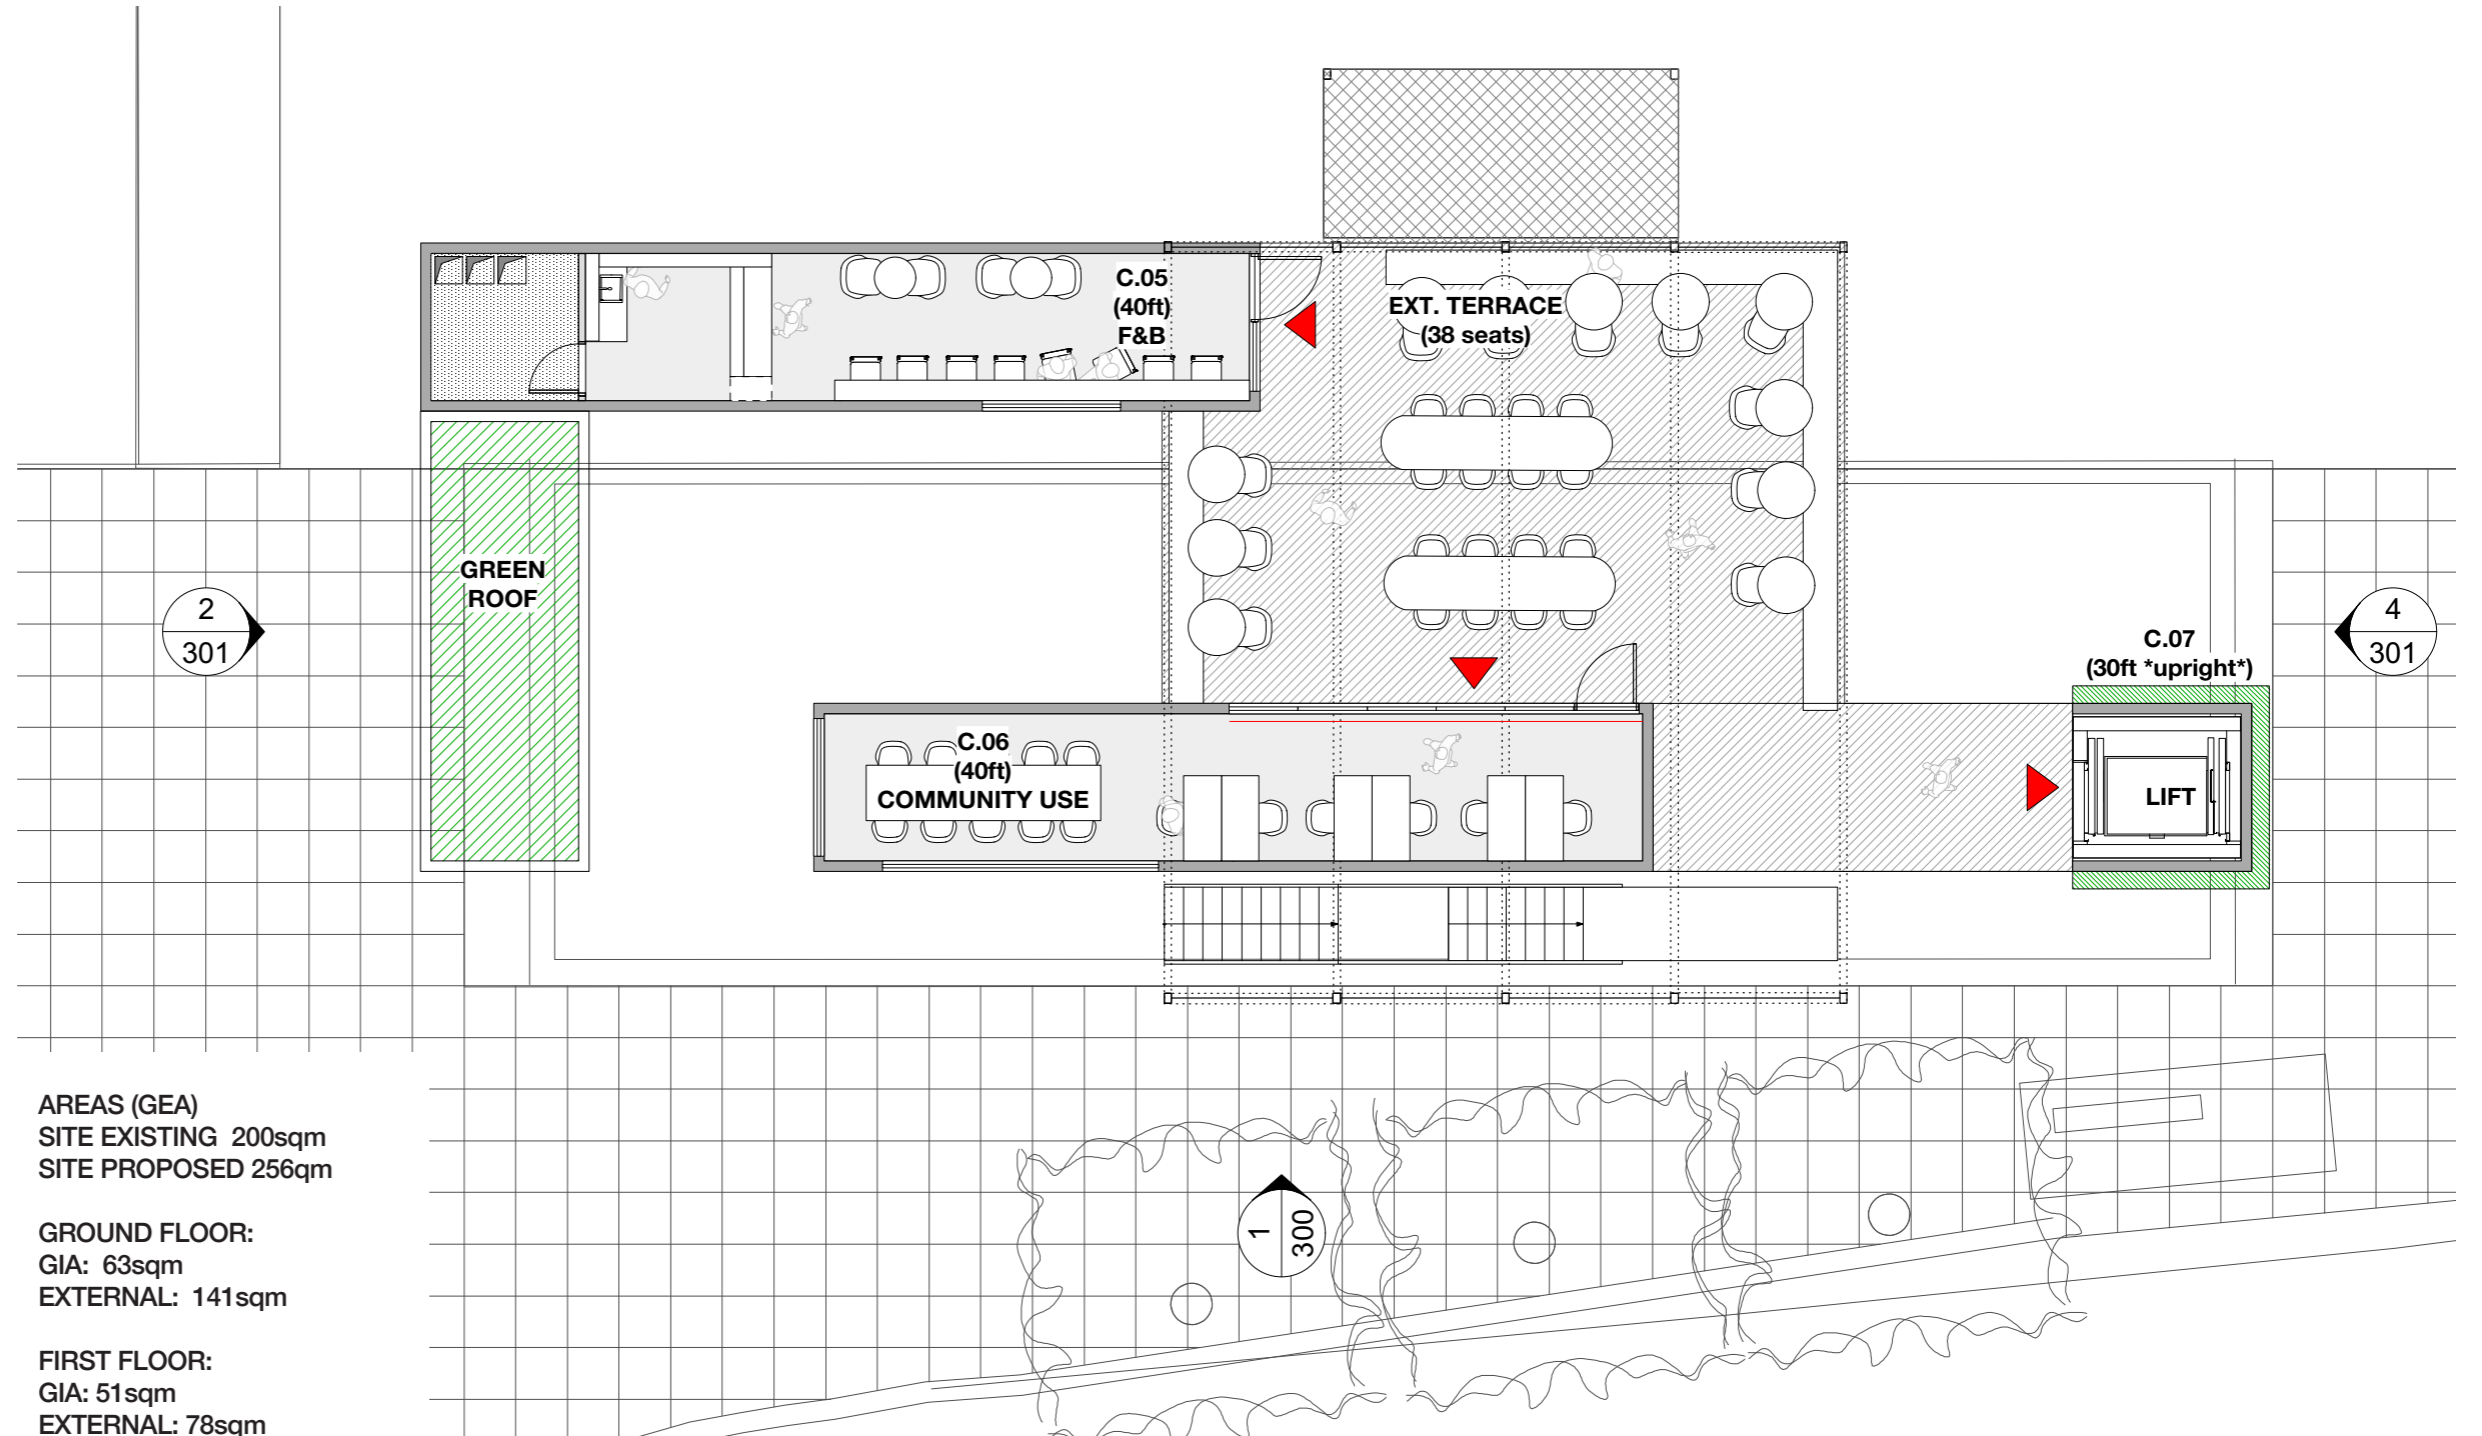 C.05
(40ft)
F&B
EXT. TERRACE
(38 seats)
GREEN
ROOF
2
301
4
301
C.07
(30ft *upright*)
LIFT
C.06
(40ft)
COMMUNITY USE
1
300
AREAS (GEA)
SITE EXISTING 200sqm
SITE PROPOSED 256qm
GROUND FLOOR:
GIA: 63sqm
EXTERNAL: 141sqm
FIRST FLOOR:
GIA: 51sqm
EXTERNAL: 78sqm